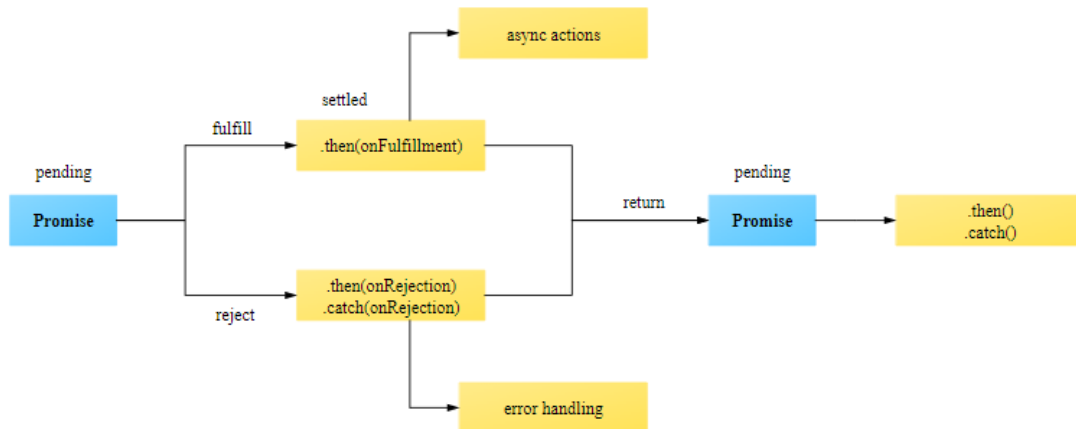 async actions
settled
fulfill
.then(onFulfillment)
pending
Promise
return
pending
Promise
.then()
.catch()
.then(onRejection)
.catch(onRejection)
reject
error handling